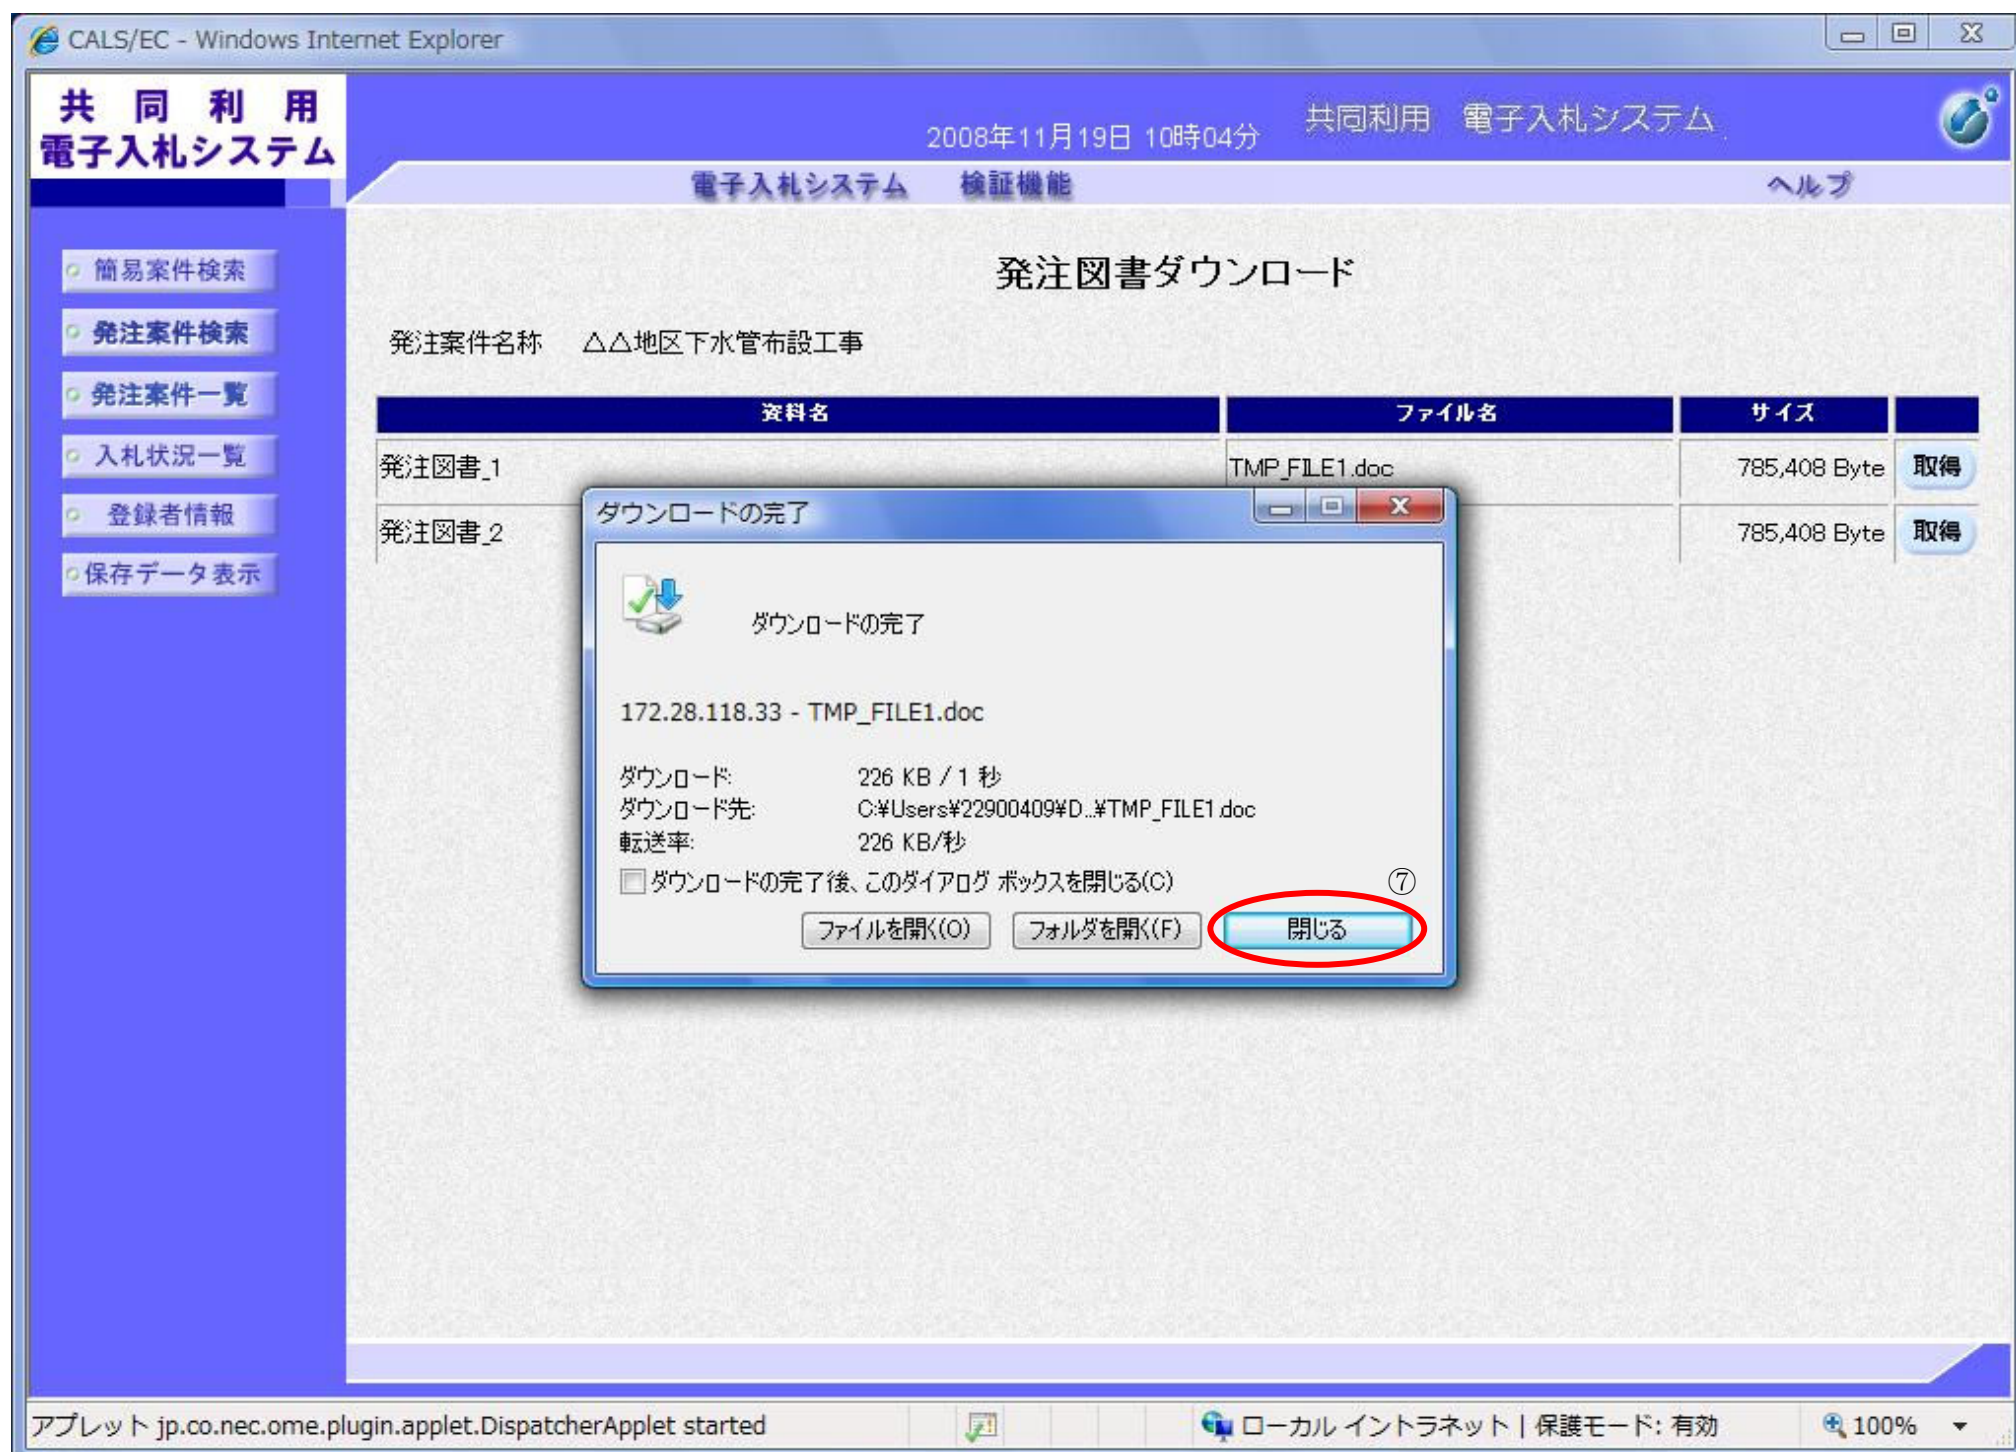 CALS/EC - Windows Internet Explorer
共同利用
電子入札システム
2008年11月19日 10時04分
共同利用 電子入札システム
電子入札システム 検証機能 ヘルプ
簡易案件検索
発注案件検索
発注案件一覧
入札状況一覧
登録者情報
保存データ表示
発注図書ダウンロード
発注案件名称 △△地区下水管布設工事
資料名 ファイル名 サイズ
発注図書_1 TMP_FILE1.doc 785,408 Byte 取得
発注図書_2 785,408 Byte 取得
ダウンロードの完了
ダウンロードの完了
172.28.118.33 - TMP_FILE1.doc
ダウンロード: 226 KB / 1 秒
ダウンロード先: C:¥Users¥22900409¥D...¥TMP_FILE1.doc
転送率: 226 KB/秒
ダウンロードの完了後、このダイアログ ボックスを閉じる(C)
⑦
ファイルを開く(O) フォルダを開く(F) 閉じる
アプレット jp.co.nec.ome.plugin.applet.DispatcherApplet started
ローカル イントラネット | 保護モード: 有効
100%